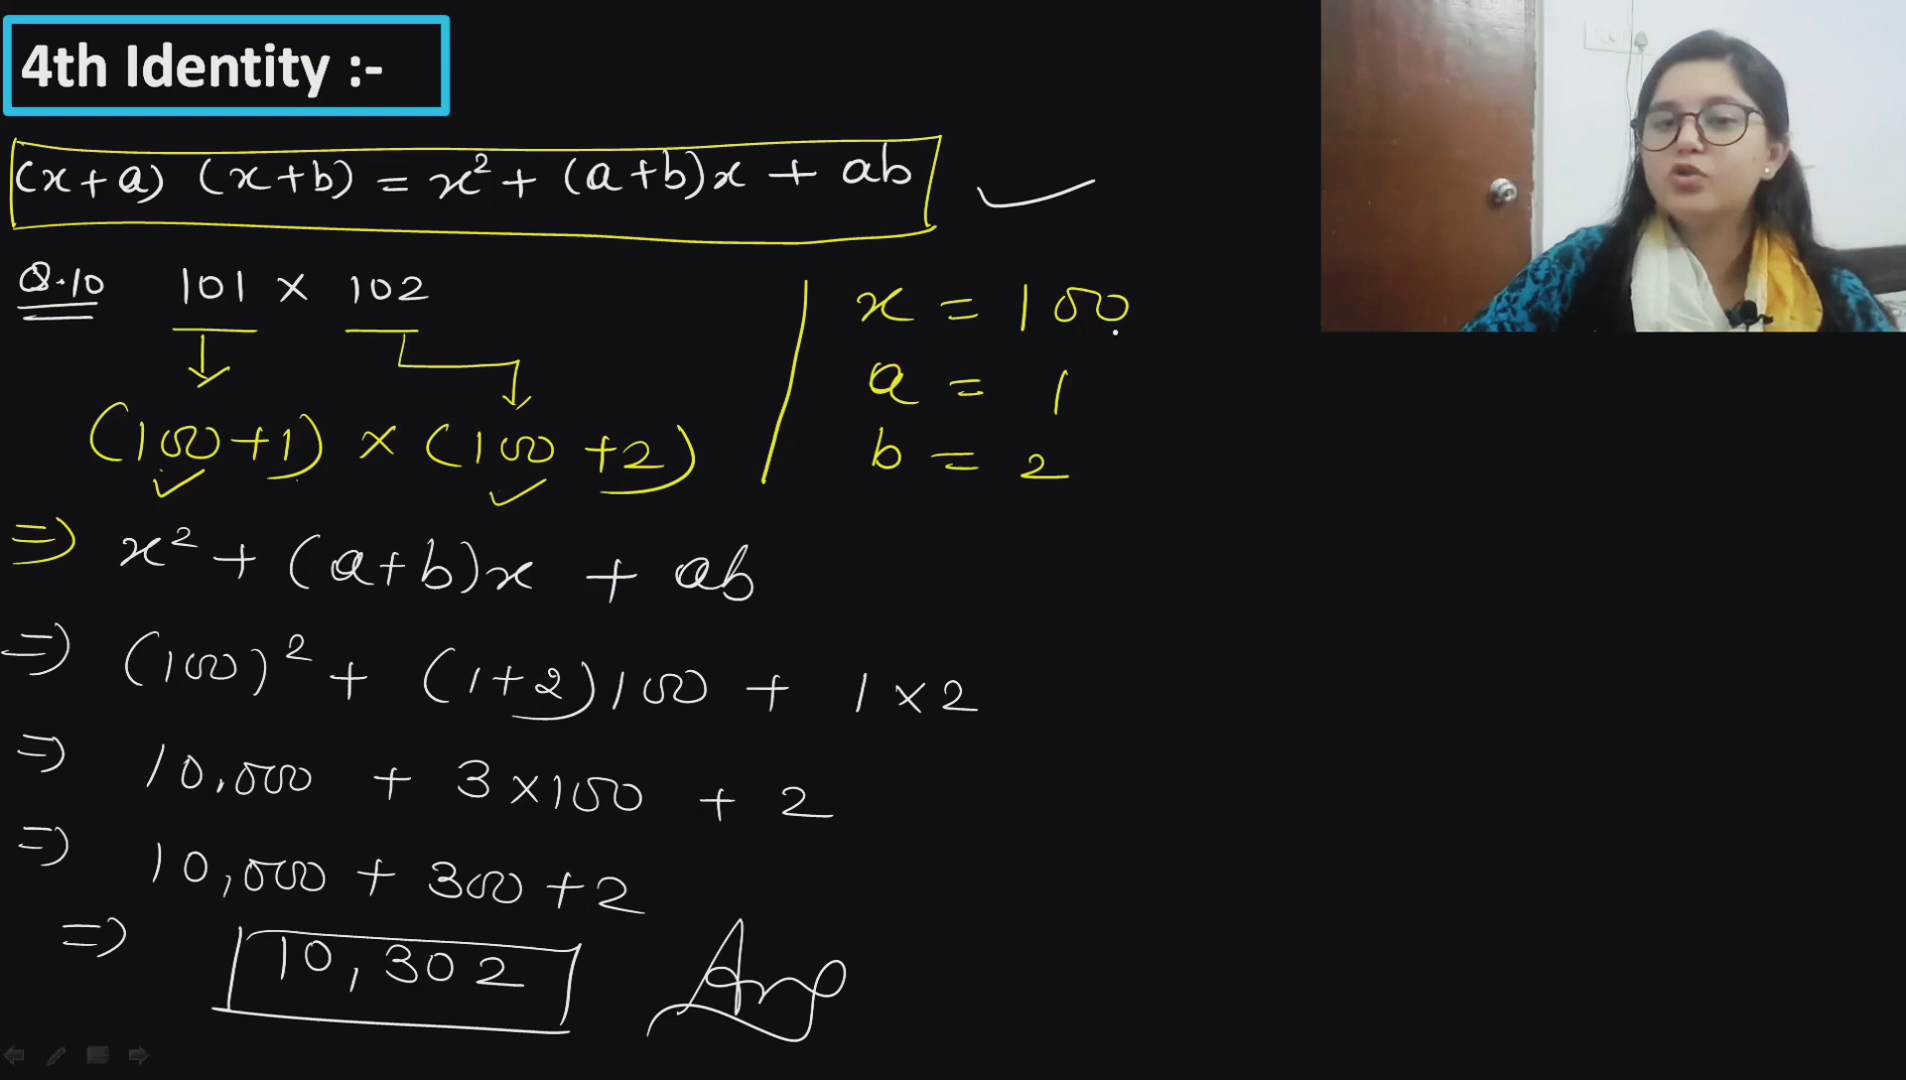 4th Identity :-
(x+a) (x+b) = x² + (a+b)x + ab
Q.10 101 × 102
(100+1) × (100+2)
x = 100
a = 1
b = 2
⇒ x² + (a+b)x + ab
⇒ (100)² + (1+2)100 + 1×2
⇒ 10,000 + 3×100 + 2
⇒ 10,000 + 300 + 2
⇒ 10,302 Ans